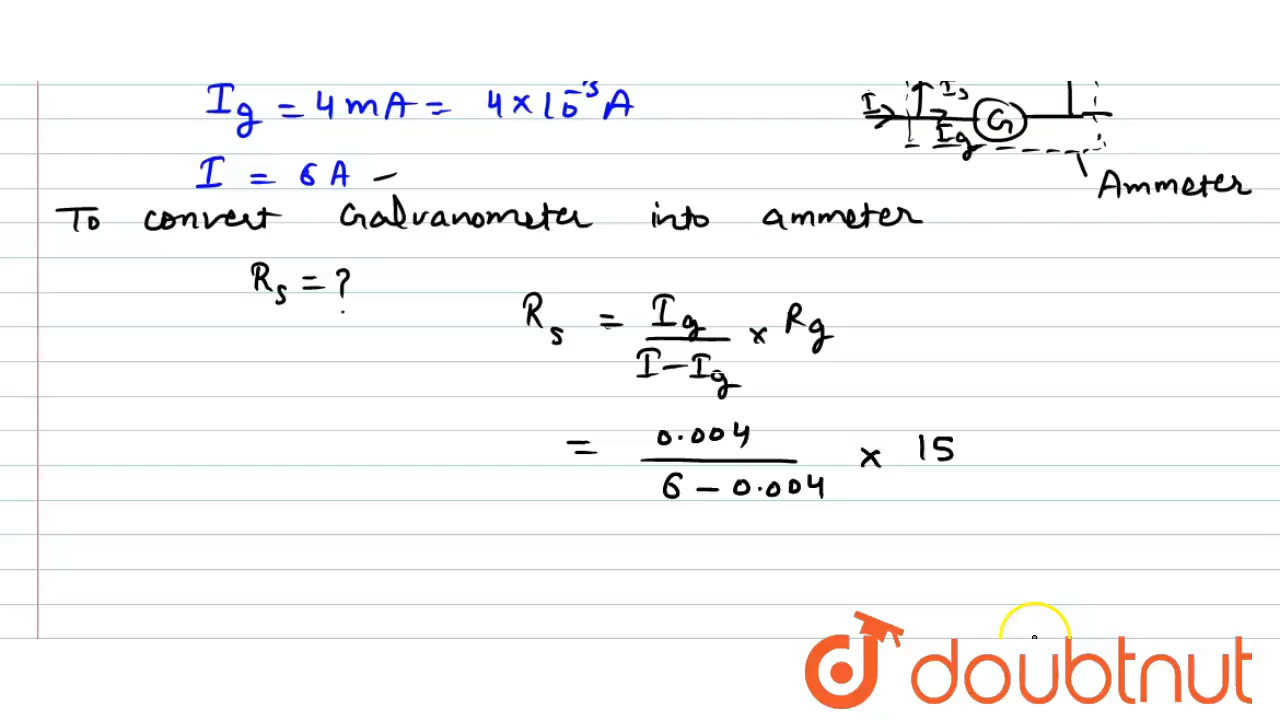 Ig = 4 mA = 4 × 10⁻³ A
I = 6 A –
I
Is
Ig
G
Ammeter
To convert Galvanometer into ammeter
Rs = ?
Rs = Ig / I – Ig × Rg
= 0.004 / 6 – 0.004 × 15
doubtnut